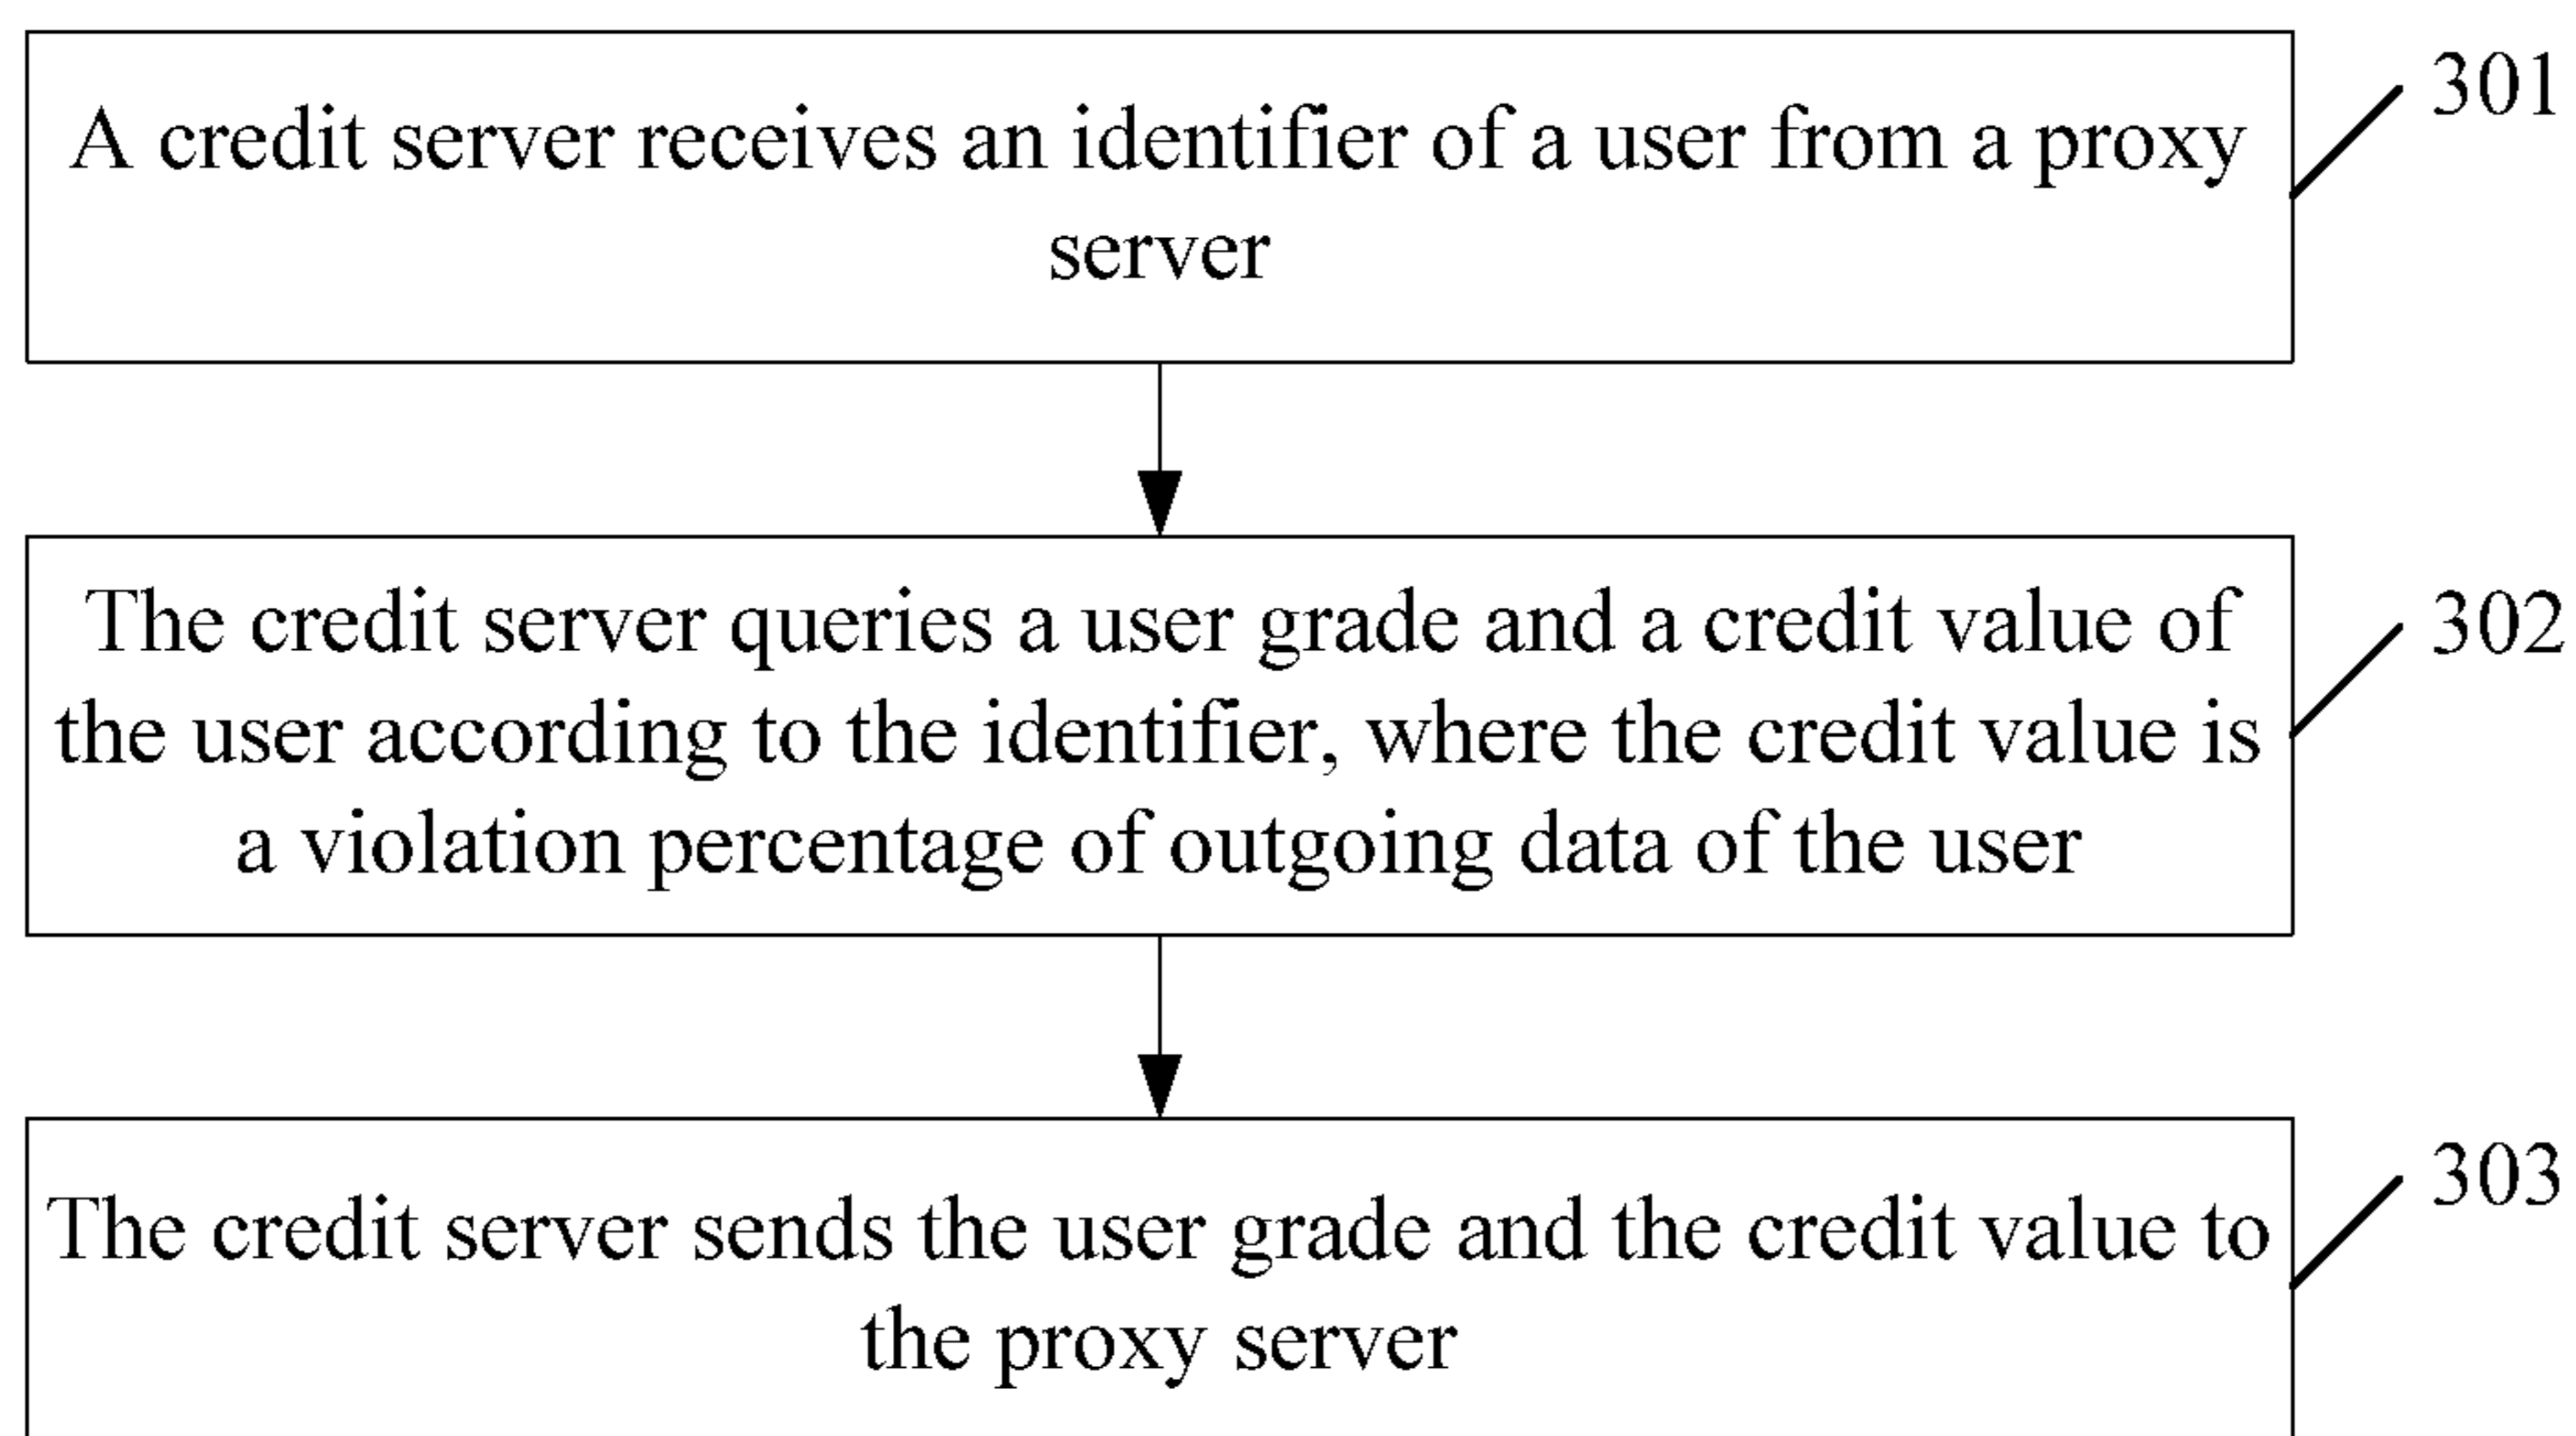 A credit server receives an identifier of a user from a proxy
server
301
The credit server queries a user grade and a credit value of
the user according to the identifier, where the credit value is
a violation percentage of outgoing data of the user
302
The credit server sends the user grade and the credit value to
the proxy server
303